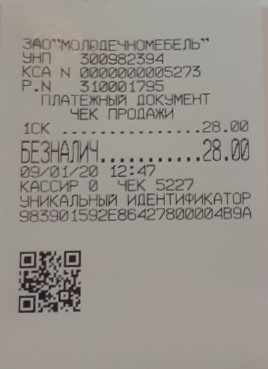 ЗАО"МОЛОДЕЧНОМЕБЕЛЬ"
УНП 300982394
КСА N 0000000005273
Р.N 310001795
ПЛАТЕЖНЫЙ ДОКУМЕНТ
ЧЕК ПРОДАЖИ
1СК ..................28.00
БЕЗНАЛИЧ...........28.00
09/01/20 12:47
КАССИР 0 ЧЕК 5227
УНИКАЛЬНЫЙ ИДЕНТИФИКАТОР
983901592E86427800004B9A